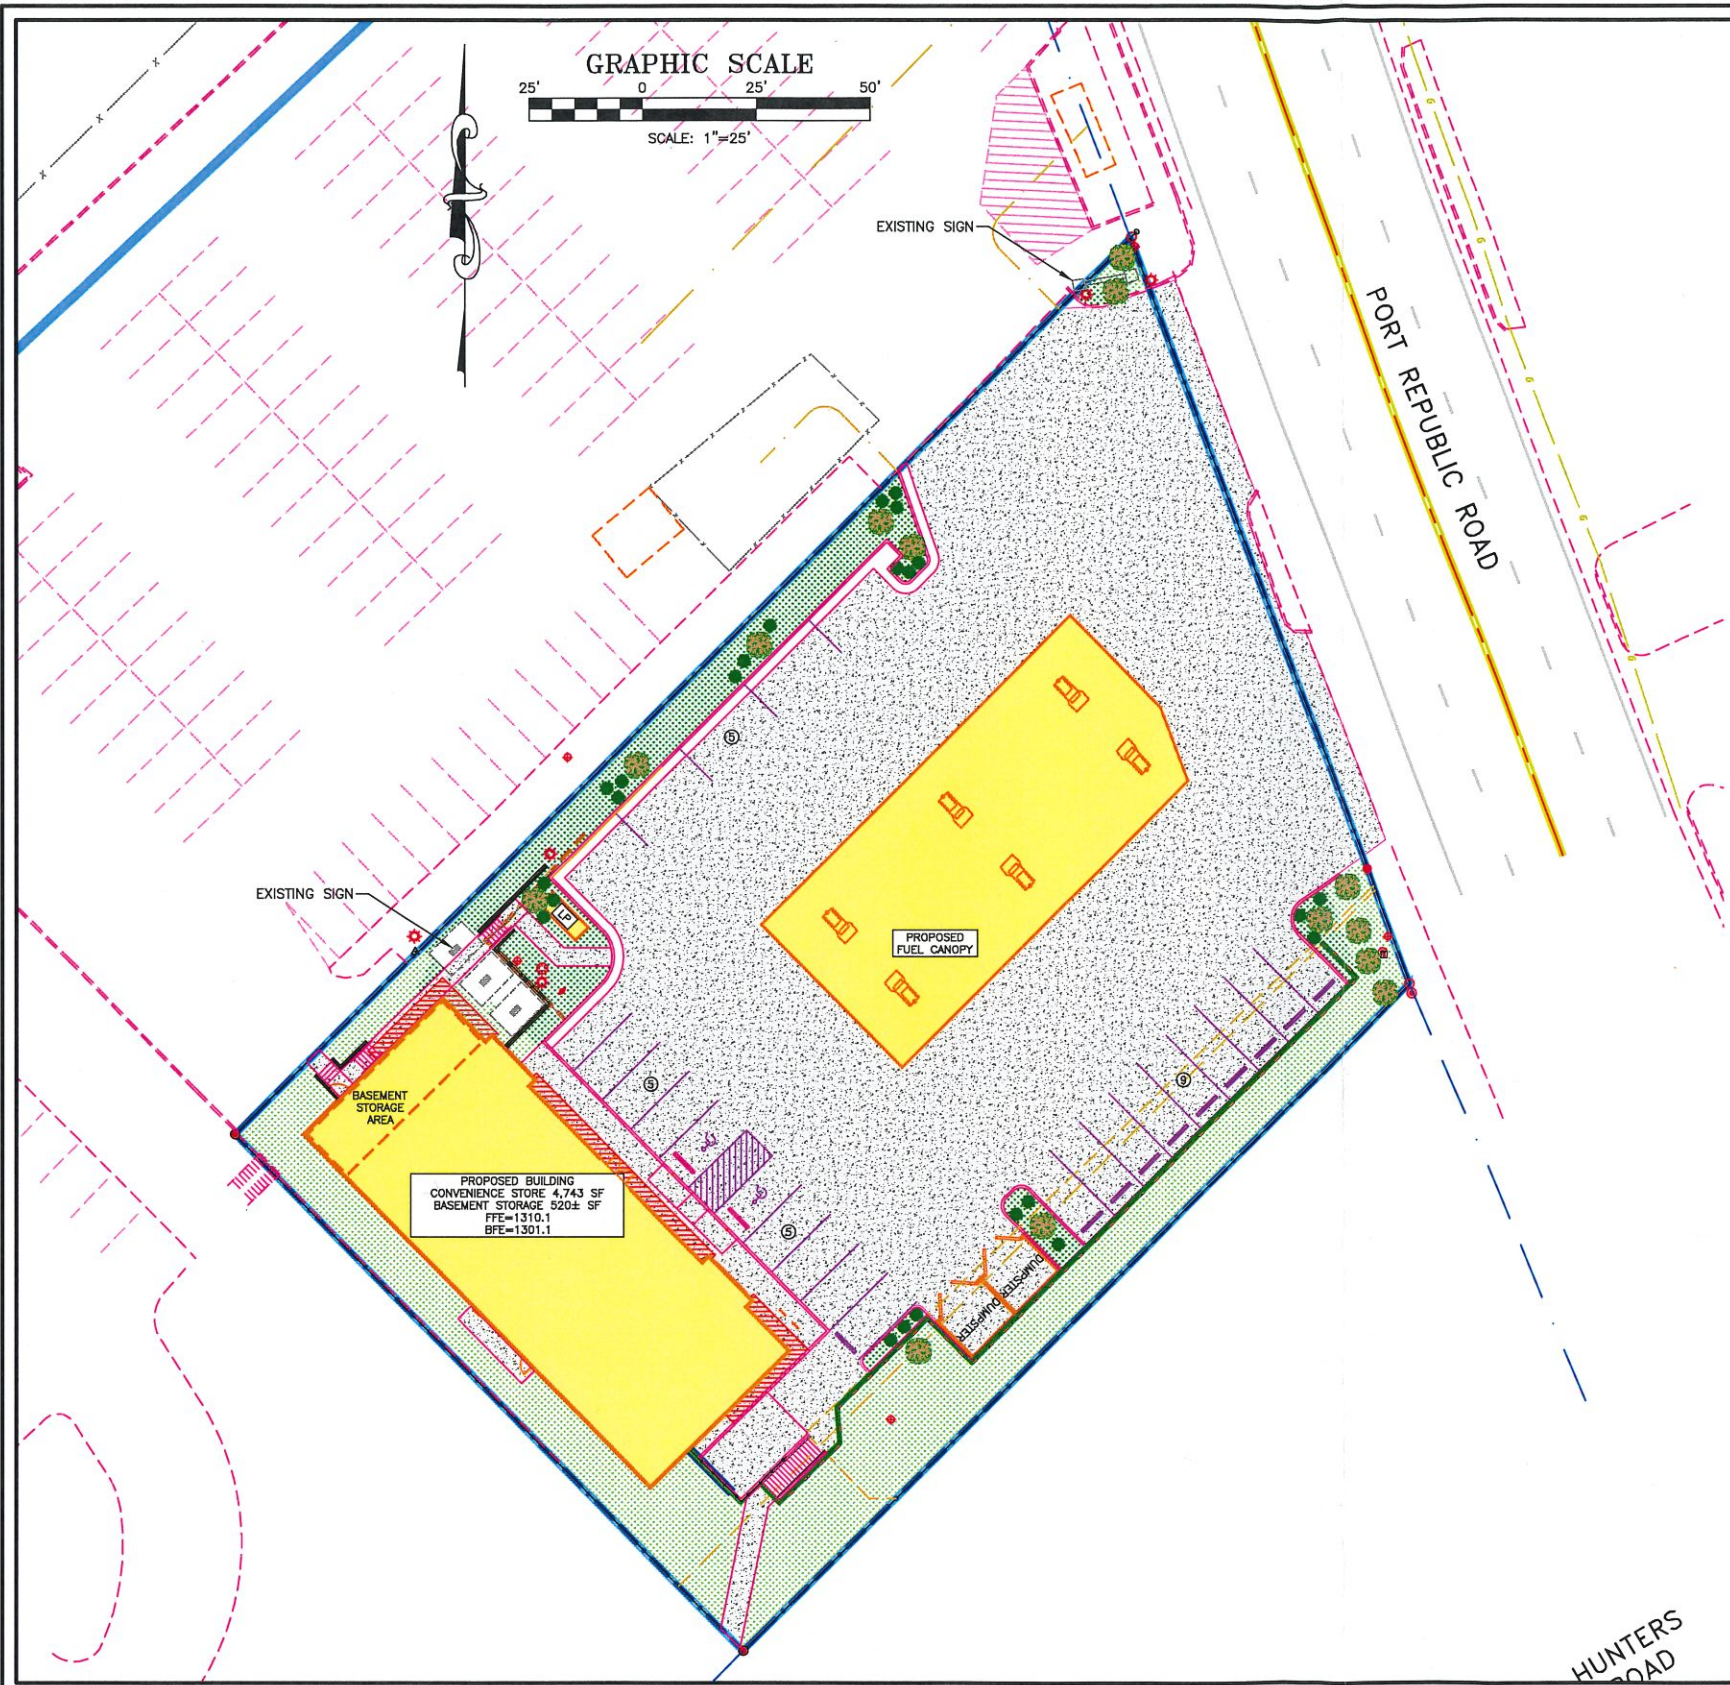 GRAPHIC SCALE
25' 0 25' 50'
SCALE: 1"=25'
EXISTING SIGN
PORT REPUBLIC ROAD
5
EXISTING SIGN
LP
PROPOSED
FUEL CANOPY
BASEMENT
STORAGE
AREA
5
9
PROPOSED BUILDING
CONVENIENCE STORE 4,743 SF
BASEMENT STORAGE 520± SF
FFE=1310.1
BFE=1301.1
5
DUMPSTER
DUMPSTER
HUNTERS
ROAD